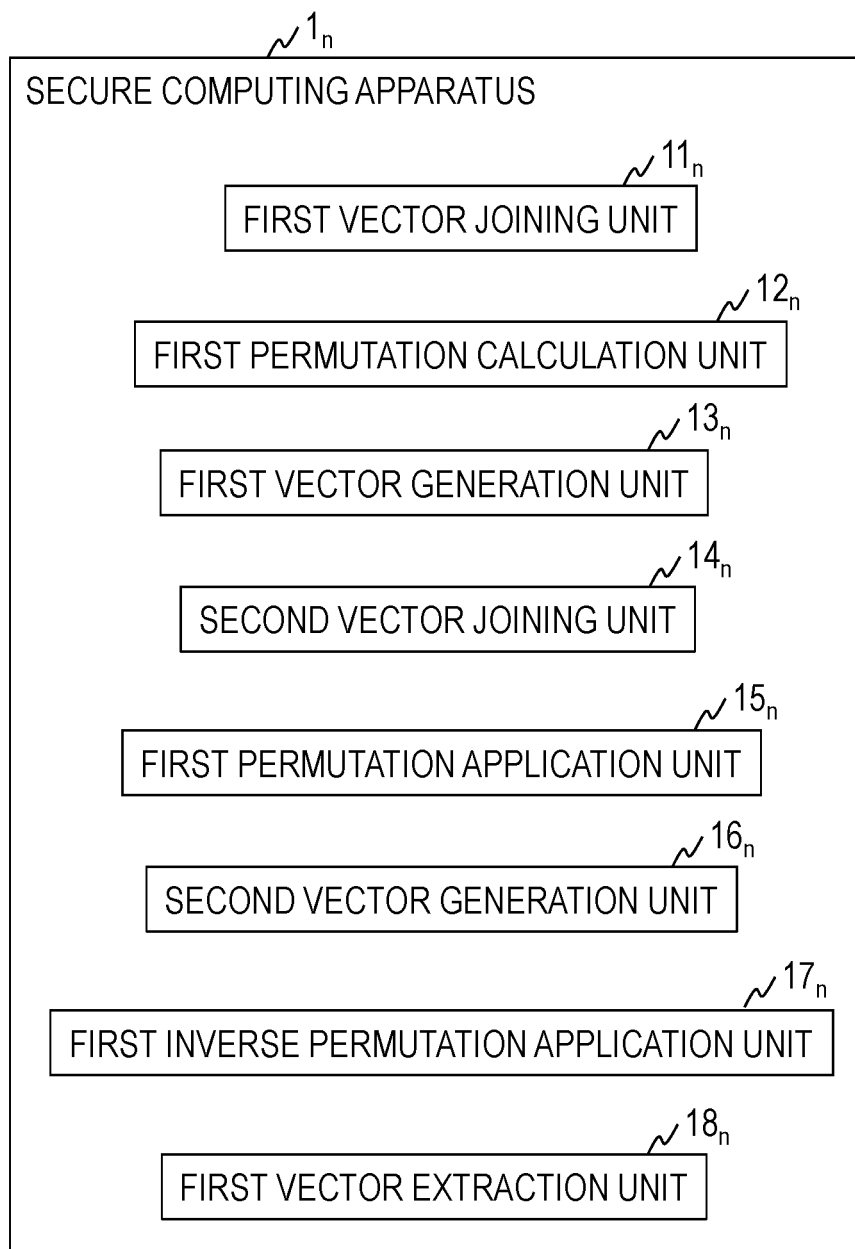 1n
SECURE COMPUTING APPARATUS
11n
FIRST VECTOR JOINING UNIT
12n
FIRST PERMUTATION CALCULATION UNIT
13n
FIRST VECTOR GENERATION UNIT
14n
SECOND VECTOR JOINING UNIT
15n
FIRST PERMUTATION APPLICATION UNIT
16n
SECOND VECTOR GENERATION UNIT
17n
FIRST INVERSE PERMUTATION APPLICATION UNIT
18n
FIRST VECTOR EXTRACTION UNIT